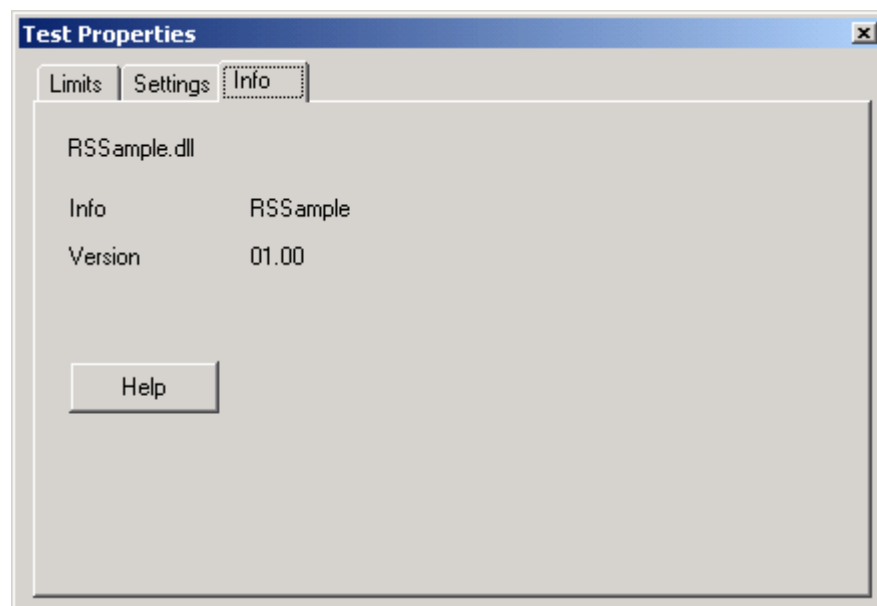 Test Properties
Limits Settings Info
RSSample.dll
Info RSSample
Version 01.00
Help